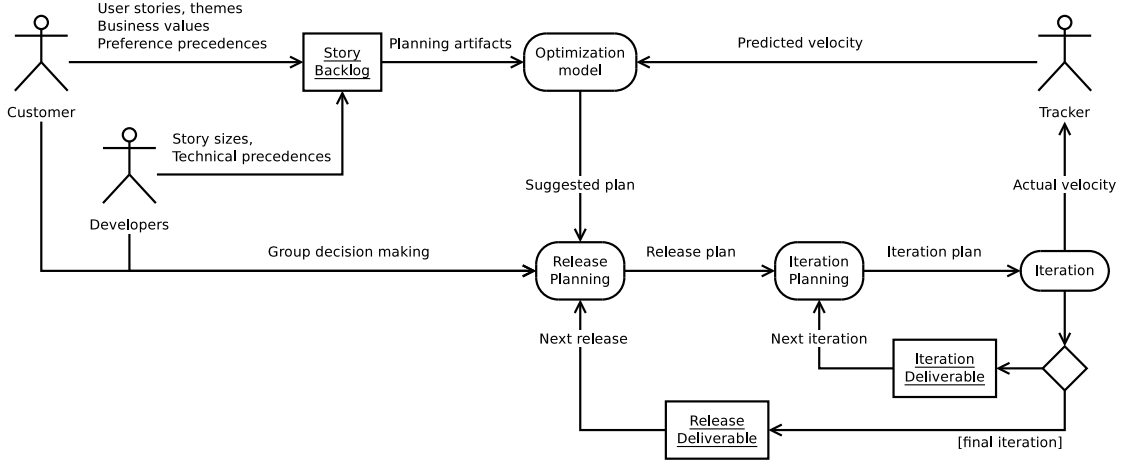 User stories, themes
Business values
Preference precedences
Story
Backlog
Planning artifacts
Optimization
model
Predicted velocity
Customer
Tracker
Story sizes,
Technical precedences
Developers
Suggested plan
Actual velocity
Group decision making
Release
Planning
Release plan
Iteration
Planning
Iteration plan
Iteration
Next release
Next iteration
Iteration
Deliverable
Release
Deliverable
[final iteration]